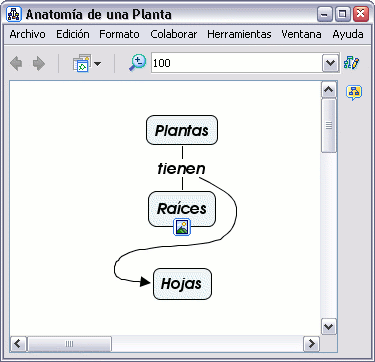 Anatomía de una Planta
Archivo Edición Formato Colaborar Herramientas Ventana Ayuda
100
Plantas
tienen
Raíces
Hojas